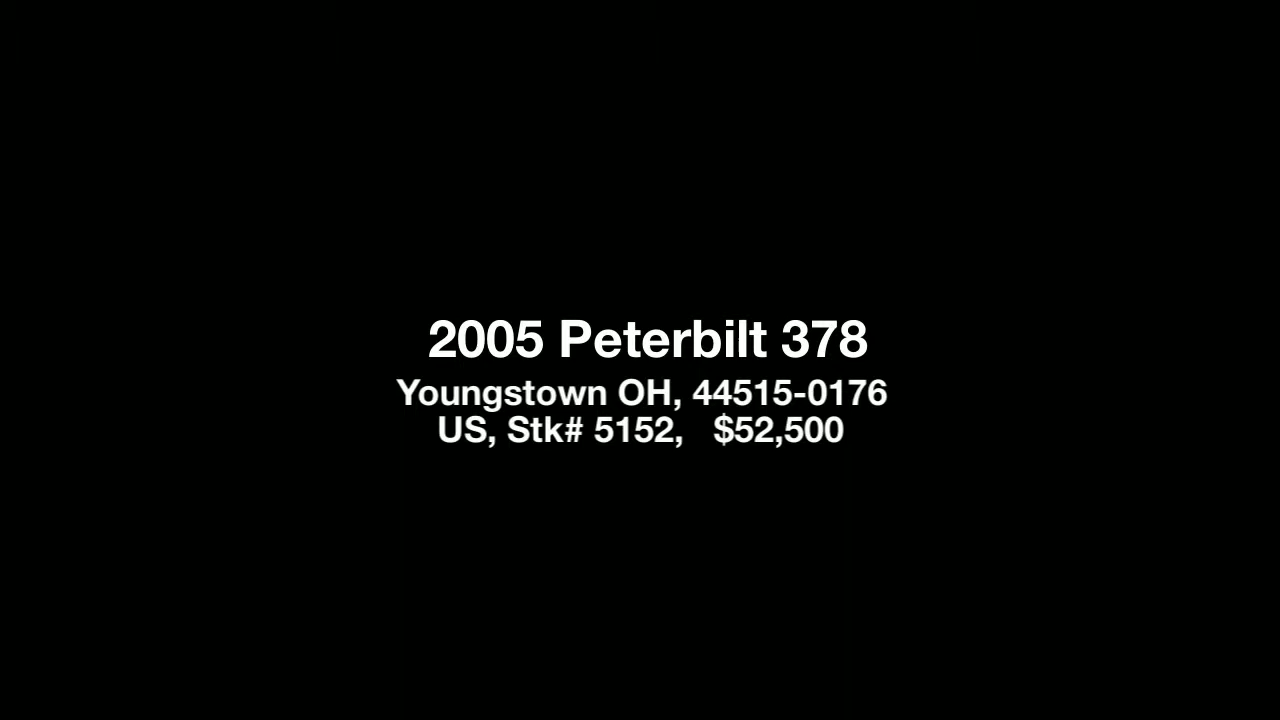 2005 Peterbilt 378
Youngstown OH, 44515-0176
US, Stk# 5152,   $52,500